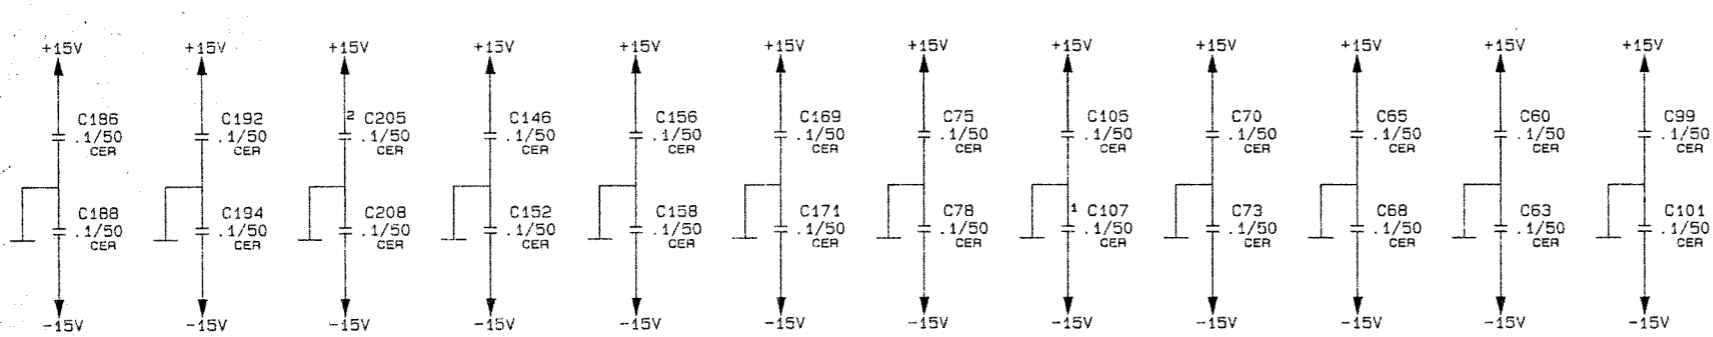 +15V +15V +15V +15V +15V +15V +15V +15V +15V +15V +15V +15V
C186 C192 2 C205 C146 C156 C169 C75 C105 C70 C65 C60 C99
.1/50 .1/50 .1/50 .1/50 .1/50 .1/50 .1/50 .1/50 .1/50 .1/50 .1/50 .1/50
CER CER CER CER CER CER CER CER CER CER CER CER
C188 C194 C208 C152 C158 C171 C78 1 C107 C73 C68 C63 C101
.1/50 .1/50 .1/50 .1/50 .1/50 .1/50 .1/50 .1/50 .1/50 .1/50 .1/50 .1/50
CER CER CER CER CER CER CER CER CER CER CER CER
-15V -15V -15V -15V -15V -15V -15V -15V -15V -15V -15V -15V